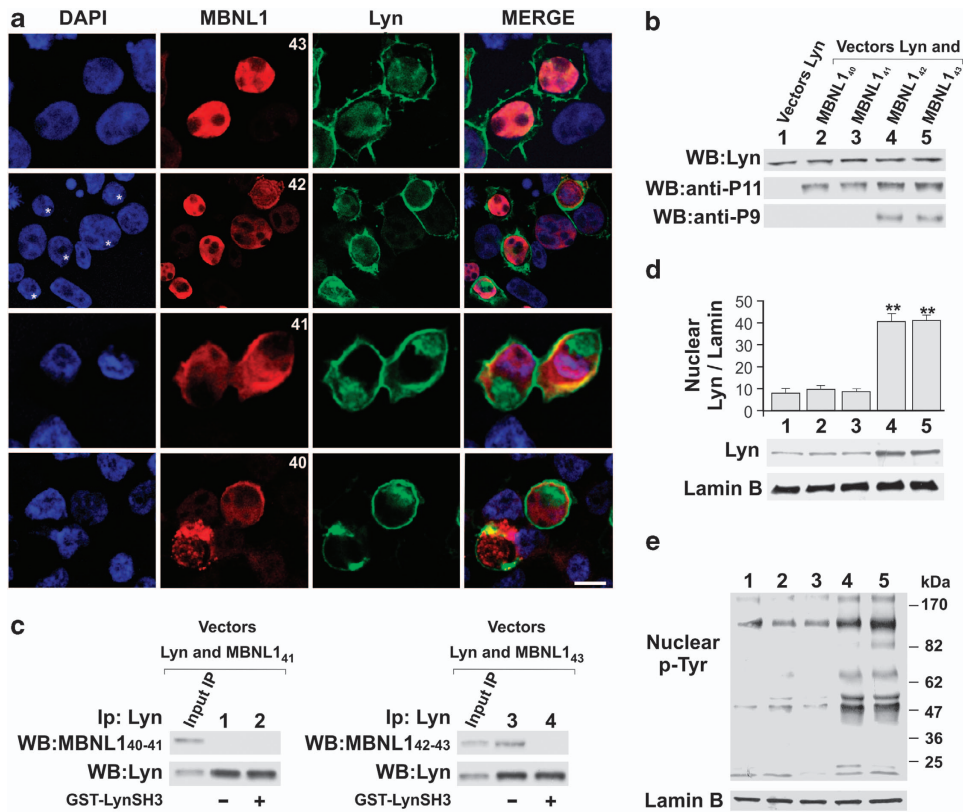 a
DAPI MBNL1 Lyn MERGE
43
42
* * * * *
41
40
b
Vectors Lyn
Vectors Lyn and
MBNL1₄₀
MBNL1₄₁
MBNL1₄₂
MBNL1₄₃
1 2 3 4 5
WB:Lyn
WB:anti-P11
WB:anti-P9
c
Vectors
Lyn and MBNL1₄₁
Input IP
Ip: Lyn 1 2
WB:MBNL1₄₀₋₄₁
WB:Lyn
GST-LynSH3 – +
Vectors
Lyn and MBNL1₄₃
Input IP
Ip: Lyn 3 4
WB:MBNL1₄₂₋₄₃
WB:Lyn
GST-LynSH3 – +
d
Nuclear
Lyn / Lamin
50
40
30
20
10
0
** **
1 2 3 4 5
Lyn
Lamin B
e
1 2 3 4 5 kDa
Nuclear
p-Tyr
– 170
– 82
– 62
– 47
– 36
– 25
Lamin B